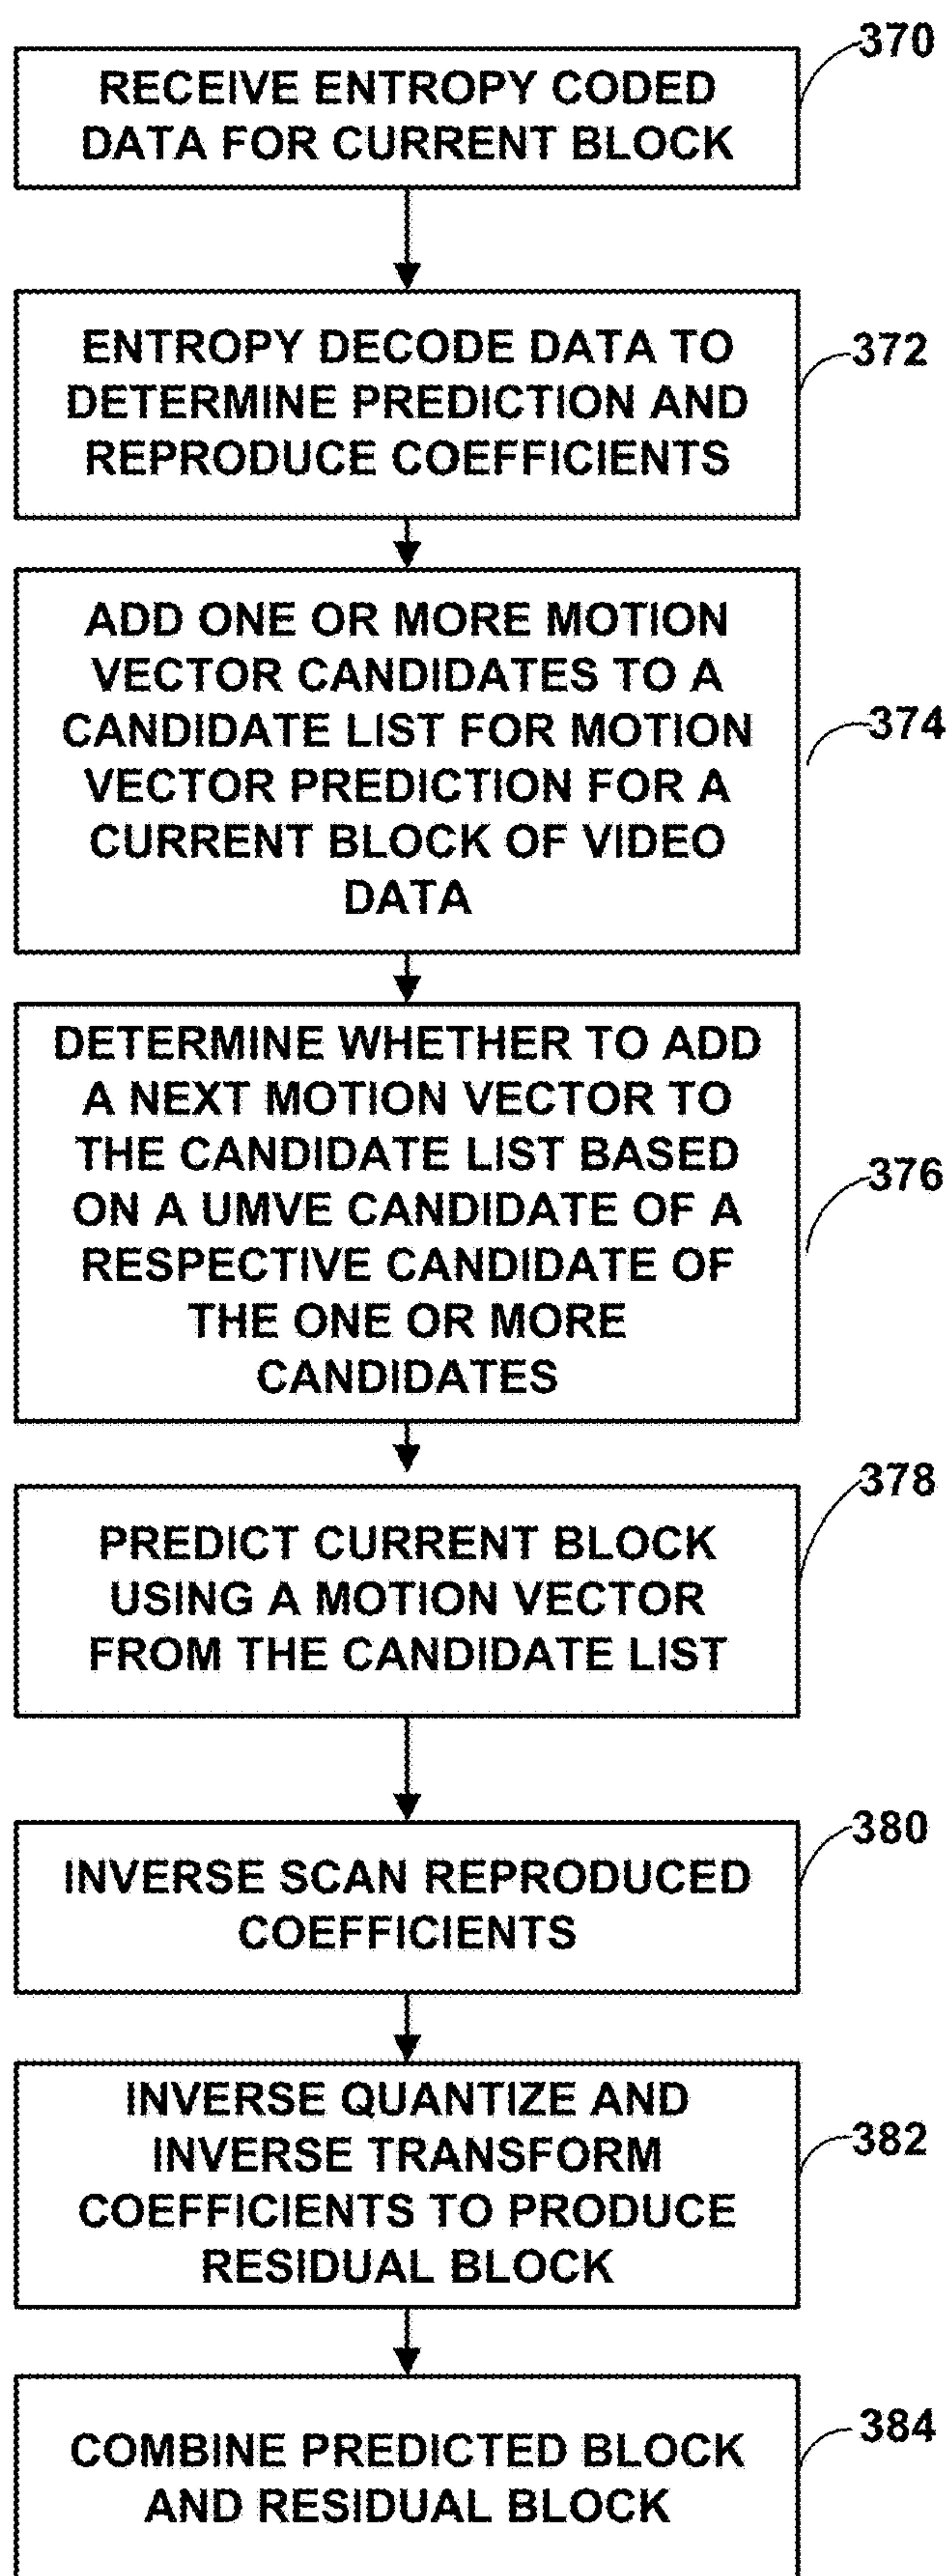 370
RECEIVE ENTROPY CODED
DATA FOR CURRENT BLOCK
372
ENTROPY DECODE DATA TO
DETERMINE PREDICTION AND
REPRODUCE COEFFICIENTS
374
ADD ONE OR MORE MOTION
VECTOR CANDIDATES TO A
CANDIDATE LIST FOR MOTION
VECTOR PREDICTION FOR A
CURRENT BLOCK OF VIDEO
DATA
376
DETERMINE WHETHER TO ADD
A NEXT MOTION VECTOR TO
THE CANDIDATE LIST BASED
ON A UMVE CANDIDATE OF A
RESPECTIVE CANDIDATE OF
THE ONE OR MORE
CANDIDATES
378
PREDICT CURRENT BLOCK
USING A MOTION VECTOR
FROM THE CANDIDATE LIST
380
INVERSE SCAN REPRODUCED
COEFFICIENTS
382
INVERSE QUANTIZE AND
INVERSE TRANSFORM
COEFFICIENTS TO PRODUCE
RESIDUAL BLOCK
384
COMBINE PREDICTED BLOCK
AND RESIDUAL BLOCK